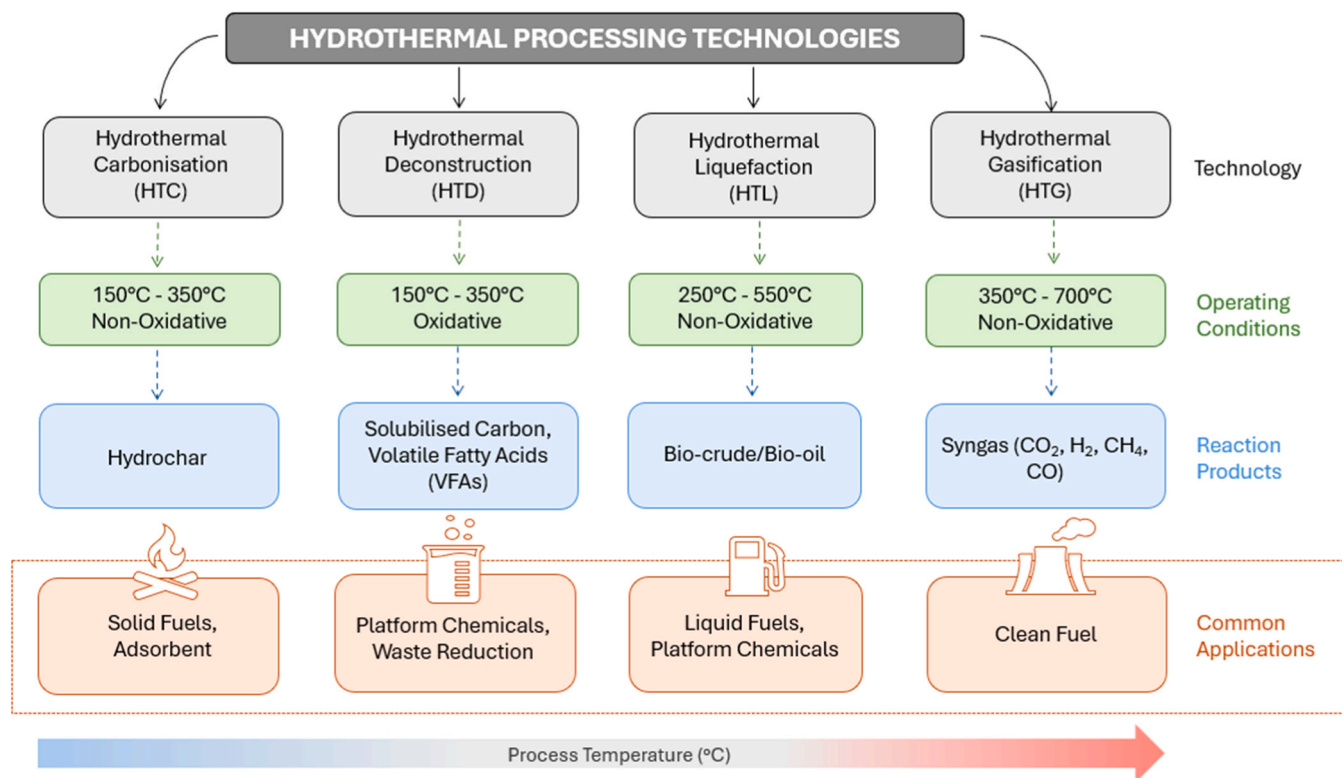 HYDROTHERMAL PROCESSING TECHNOLOGIES
Hydrothermal
Carbonisation
(HTC)
Hydrothermal
Deconstruction
(HTD)
Hydrothermal
Liquefaction
(HTL)
Hydrothermal
Gasification
(HTG)
Technology
150°C - 350°C
Non-Oxidative
150°C - 350°C
Oxidative
250°C - 550°C
Non-Oxidative
350°C - 700°C
Non-Oxidative
Operating
Conditions
Hydrochar
Solubilised Carbon,
Volatile Fatty Acids
(VFAs)
Bio-crude/Bio-oil
Syngas (CO₂, H₂, CH₄,
CO)
Reaction
Products
Solid Fuels,
Adsorbent
Platform Chemicals,
Waste Reduction
Liquid Fuels,
Platform Chemicals
Clean Fuel
Common
Applications
Process Temperature (°C)